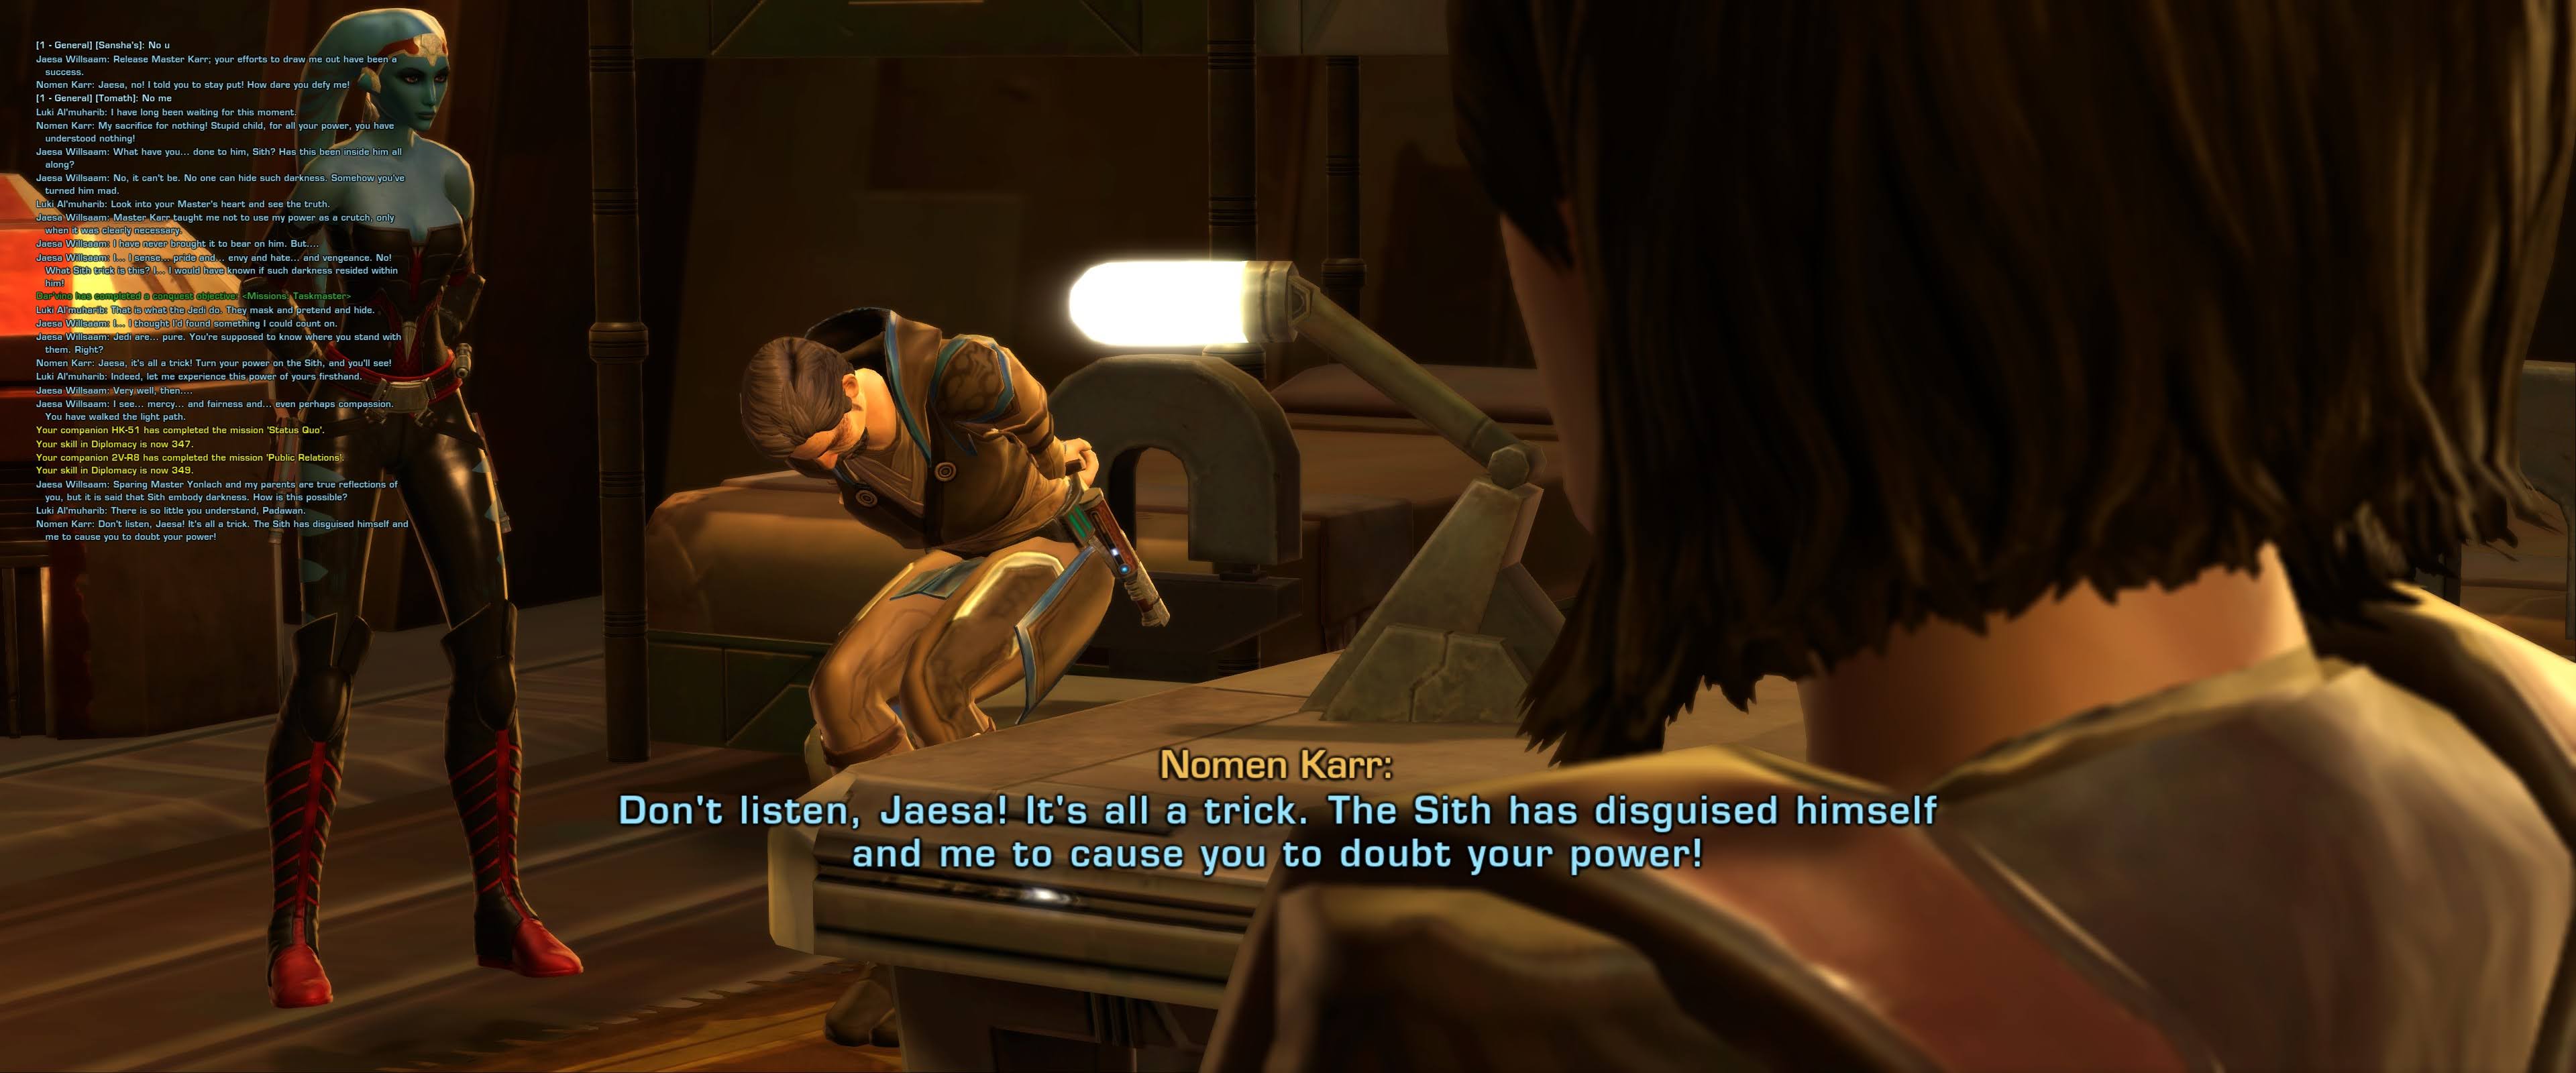 [1 - General] [Sansha's]: No u
Jaesa Willsaam: Release Master Karr; your efforts to draw me out have been a
success.
Nomen Karr: Jaesa, no! I told you to stay put! How dare you defy me!
[1 - General] [Tomath]: No me
Luki Al'muharib: I have long been waiting for this moment.
Nomen Karr: My sacrifice for nothing! Stupid child, for all your power, you have
understood nothing!
Jaesa Willsaam: What have you... done to him, Sith? Has this been inside him all
along?
Jaesa Willsaam: No, it can't be. No one can hide such darkness. Somehow you've
turned him mad.
Luki Al'muharib: Look into your Master's heart and see the truth.
Jaesa Willsaam: Master Karr taught me not to use my power as a crutch, only
when it was clearly necessary.
Jaesa Willsaam: I have never brought it to bear on him. But....
Jaesa Willsaam: I... I sense... pride and... envy and hate... and vengeance. No!
What Sith trick is this? I... I would have known if such darkness resided within
him!
Dar'vino has completed a conquest objective: <Missions: Taskmaster>
Luki Al'muharib: That is what the Jedi do. They mask and pretend and hide.
Jaesa Willsaam: I... I thought I'd found something I could count on.
Jaesa Willsaam: Jedi are... pure. You're supposed to know where you stand with
them. Right?
Nomen Karr: Jaesa, it's all a trick! Turn your power on the Sith, and you'll see!
Luki Al'muharib: Indeed, let me experience this power of yours firsthand.
Jaesa Willsaam: Very well, then....
Jaesa Willsaam: I see... mercy... and fairness and... even perhaps compassion.
You have walked the light path.
Your companion HK-51 has completed the mission 'Status Quo'.
Your skill in Diplomacy is now 347.
Your companion 2V-R8 has completed the mission 'Public Relations'.
Your skill in Diplomacy is now 349.
Jaesa Willsaam: Sparing Master Yonlach and my parents are true reflections of
you, but it is said that Sith embody darkness. How is this possible?
Luki Al'muharib: There is so little you understand, Padawan.
Nomen Karr: Don't listen, Jaesa! It's all a trick. The Sith has disguised himself and
me to cause you to doubt your power!
Nomen Karr:
Don't listen, Jaesa! It's all a trick. The Sith has disguised himself
and me to cause you to doubt your power!